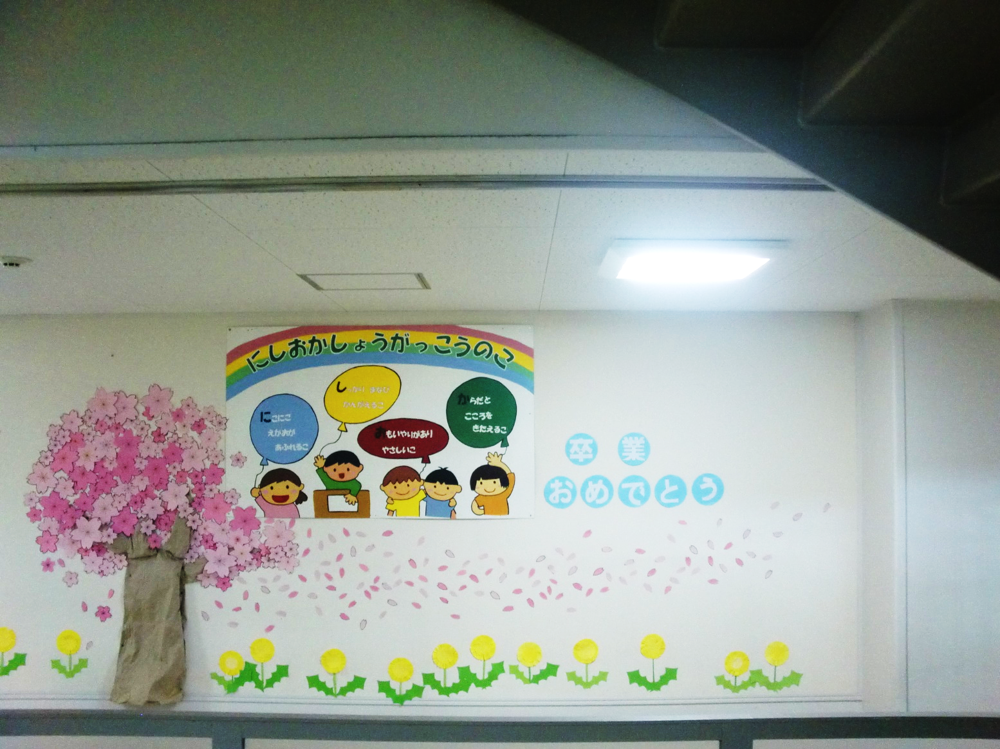 にしおかしょうがっこうのこ
にこにこ
えがおが
あふれるこ
しっかり まなび
かんがえるこ
おもいやりがあり
やさしいこ
からだと
こころを
きたえるこ
卒業
おめでとう